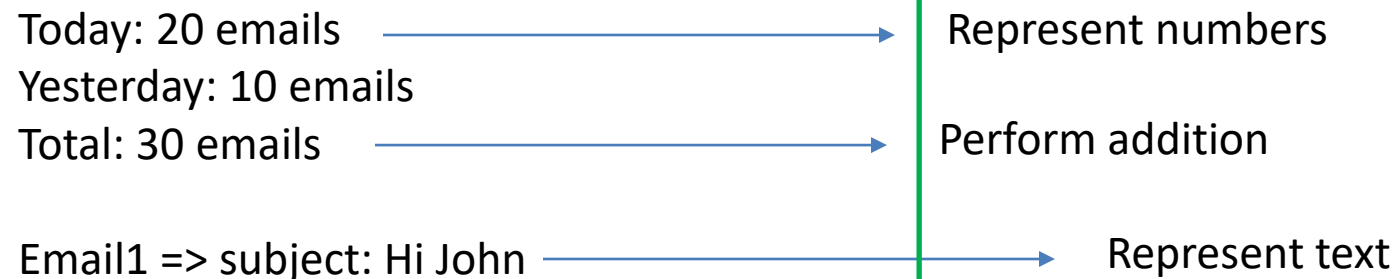 Today: 20 emails Represent numbers
Yesterday: 10 emails
Total: 30 emails Perform addition
Email1 => subject: Hi John Represent text